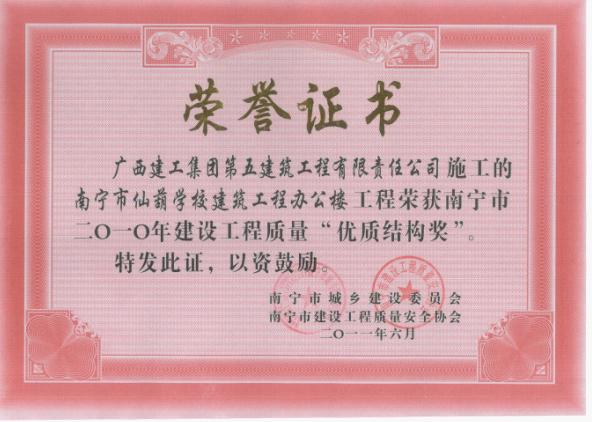 荣誉证书
广西建工集团第五建筑工程有限责任公司施工的
南宁市仙葫学校建筑工程办公楼工程荣获南宁市
二〇一〇年建设工程质量“优质结构奖”。
特发此证，以资鼓励。
南宁市城乡建设委员会
南宁市建设工程质量安全协会
二〇一一年六月